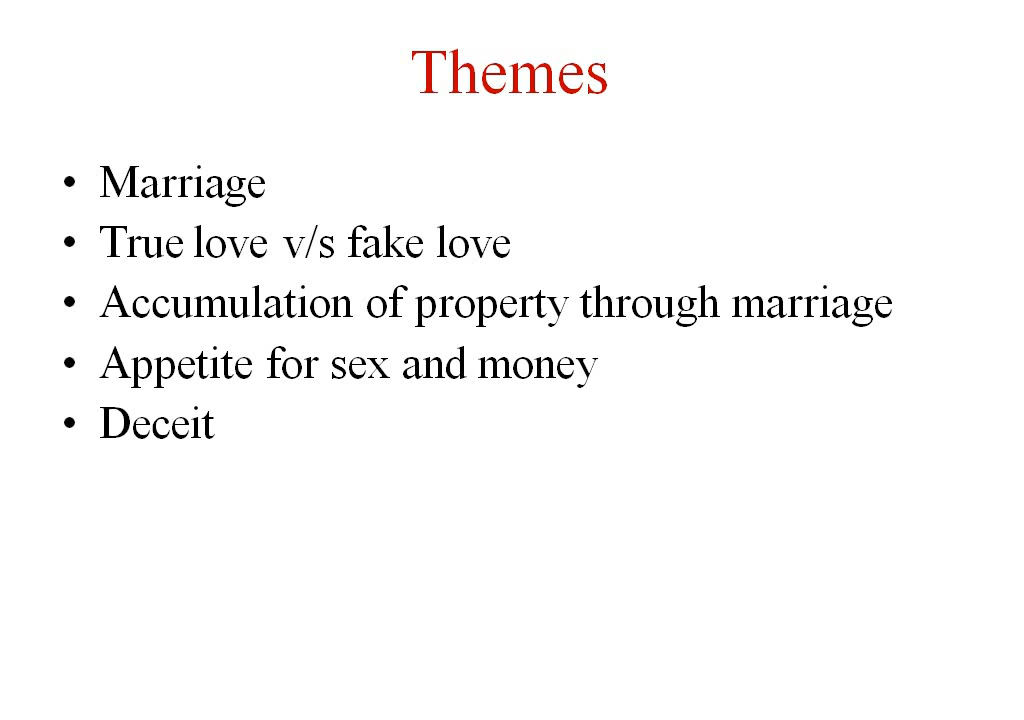 Themes
• Marriage
• True love v/s fake love
• Accumulation of property through marriage
• Appetite for sex and money
• Deceit